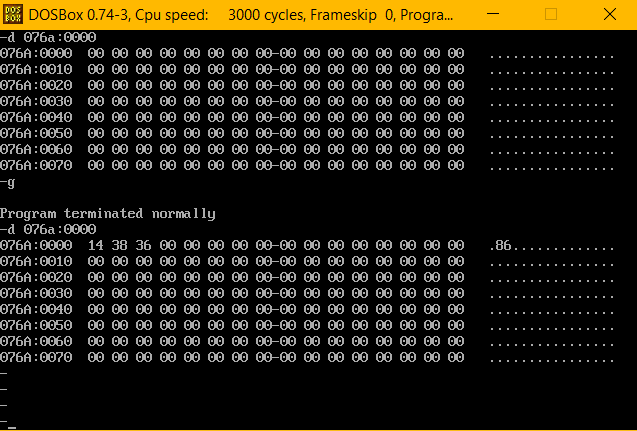 DOS BOX
DOSBox 0.74-3, Cpu speed:    3000 cycles, Frameskip  0, Progra...
-d 076a:0000
076A:0000  00 00 00 00 00 00 00 00-00 00 00 00 00 00 00 00   ................
076A:0010  00 00 00 00 00 00 00 00-00 00 00 00 00 00 00 00   ................
076A:0020  00 00 00 00 00 00 00 00-00 00 00 00 00 00 00 00   ................
076A:0030  00 00 00 00 00 00 00 00-00 00 00 00 00 00 00 00   ................
076A:0040  00 00 00 00 00 00 00 00-00 00 00 00 00 00 00 00   ................
076A:0050  00 00 00 00 00 00 00 00-00 00 00 00 00 00 00 00   ................
076A:0060  00 00 00 00 00 00 00 00-00 00 00 00 00 00 00 00   ................
076A:0070  00 00 00 00 00 00 00 00-00 00 00 00 00 00 00 00   ................
-g
Program terminated normally
-d 076a:0000
076A:0000  14 38 36 00 00 00 00 00-00 00 00 00 00 00 00 00   .86.............
076A:0010  00 00 00 00 00 00 00 00-00 00 00 00 00 00 00 00   ................
076A:0020  00 00 00 00 00 00 00 00-00 00 00 00 00 00 00 00   ................
076A:0030  00 00 00 00 00 00 00 00-00 00 00 00 00 00 00 00   ................
076A:0040  00 00 00 00 00 00 00 00-00 00 00 00 00 00 00 00   ................
076A:0050  00 00 00 00 00 00 00 00-00 00 00 00 00 00 00 00   ................
076A:0060  00 00 00 00 00 00 00 00-00 00 00 00 00 00 00 00   ................
076A:0070  00 00 00 00 00 00 00 00-00 00 00 00 00 00 00 00   ................
-
-
-
-_